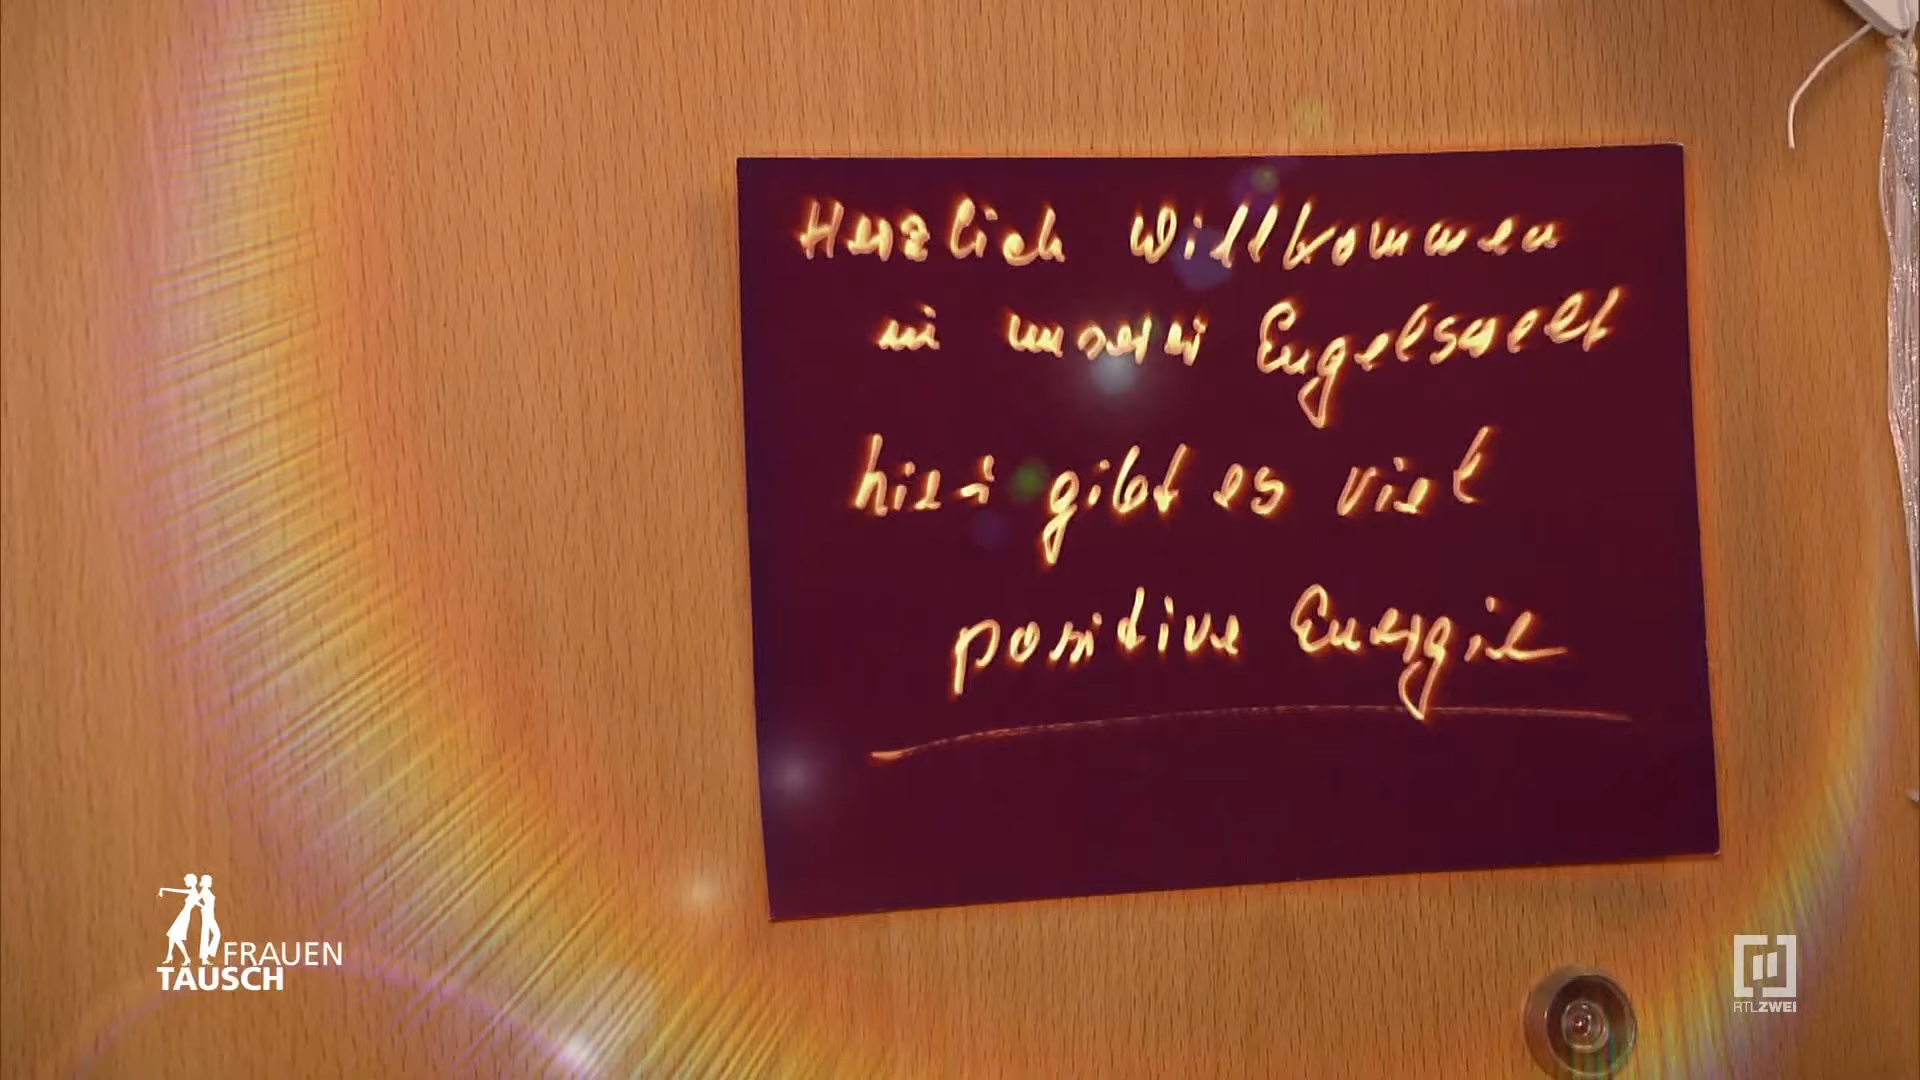 Herzlich Willkommen
in unserer Engelswelt
hier gibt es viel
positive Energie
FRAUEN
TAUSCH
RTLZWEI